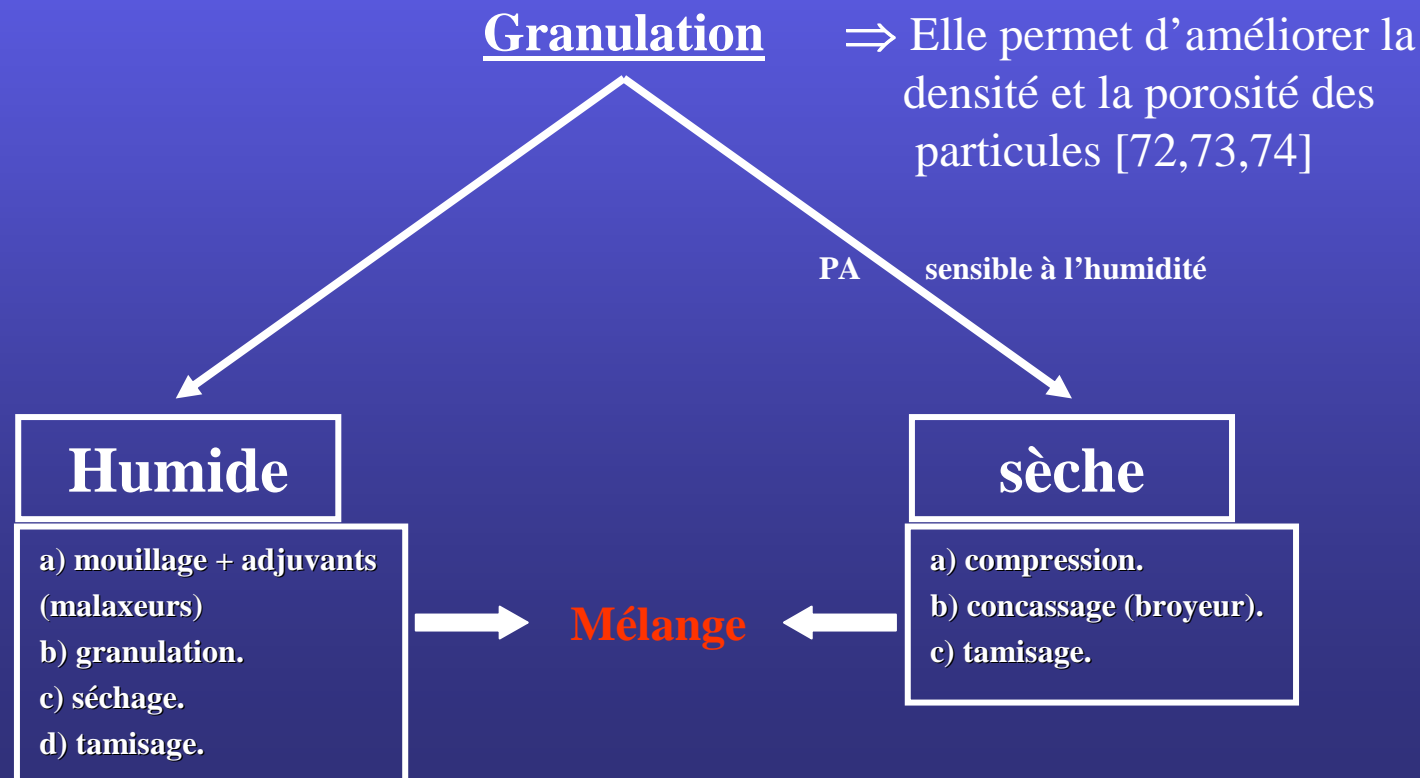 Granulation
⇒ Elle permet d’améliorer la
densité et la porosité des
particules [72,73,74]
PA sensible à l’humidité
Humide
a) mouillage + adjuvants
(malaxeurs)
b) granulation.
c) séchage.
d) tamisage.
Mélange
sèche
a) compression.
b) concassage (broyeur).
c) tamisage.